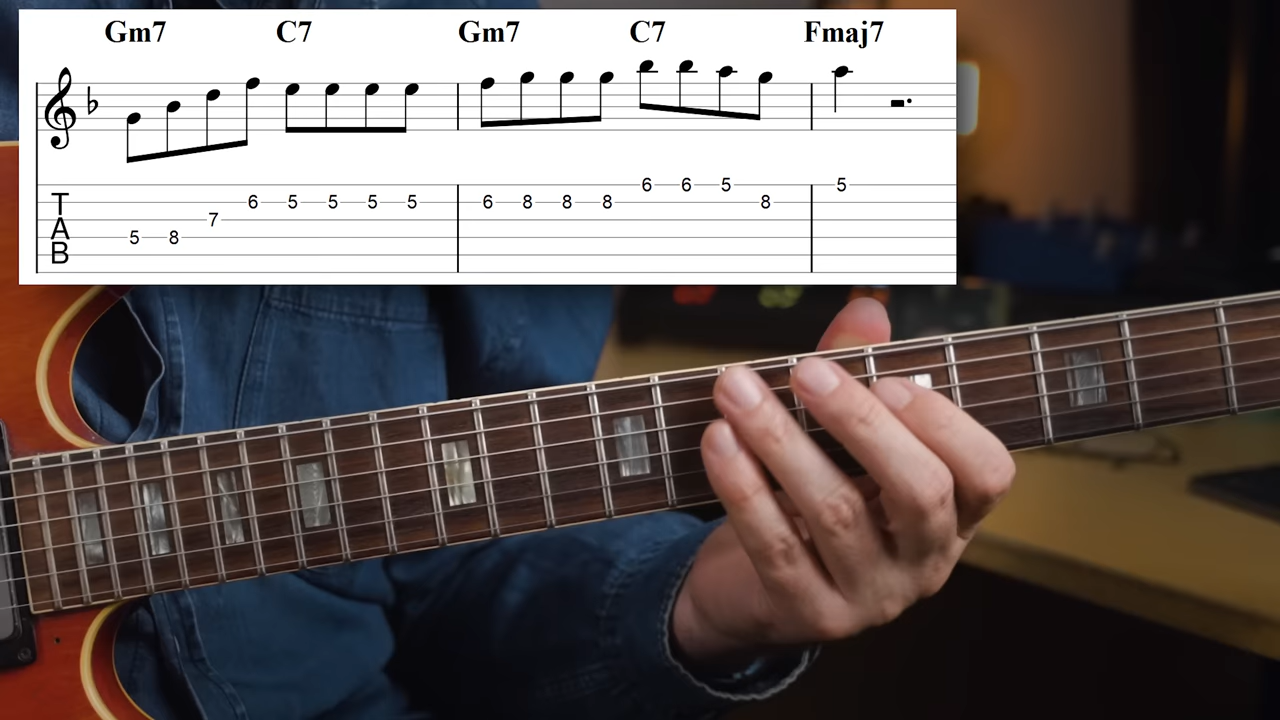 Gm7 C7 Gm7 C7 Fmaj7
6 6 5 5
T 6 5 5 5 5 6 8 8 8 8
7
A 5 8
B